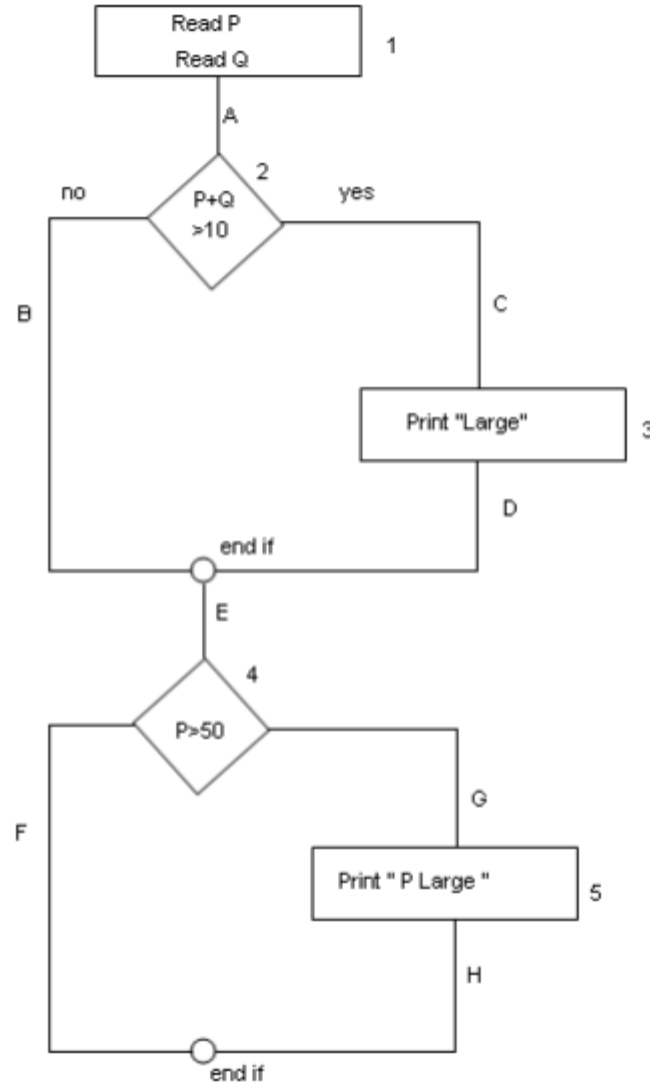 Read P
Read Q
1
A
2
no
P+Q
>10
yes
B
C
Print "Large"
3
D
end if
E
4
P>50
F
G
Print " P Large "
5
H
end if